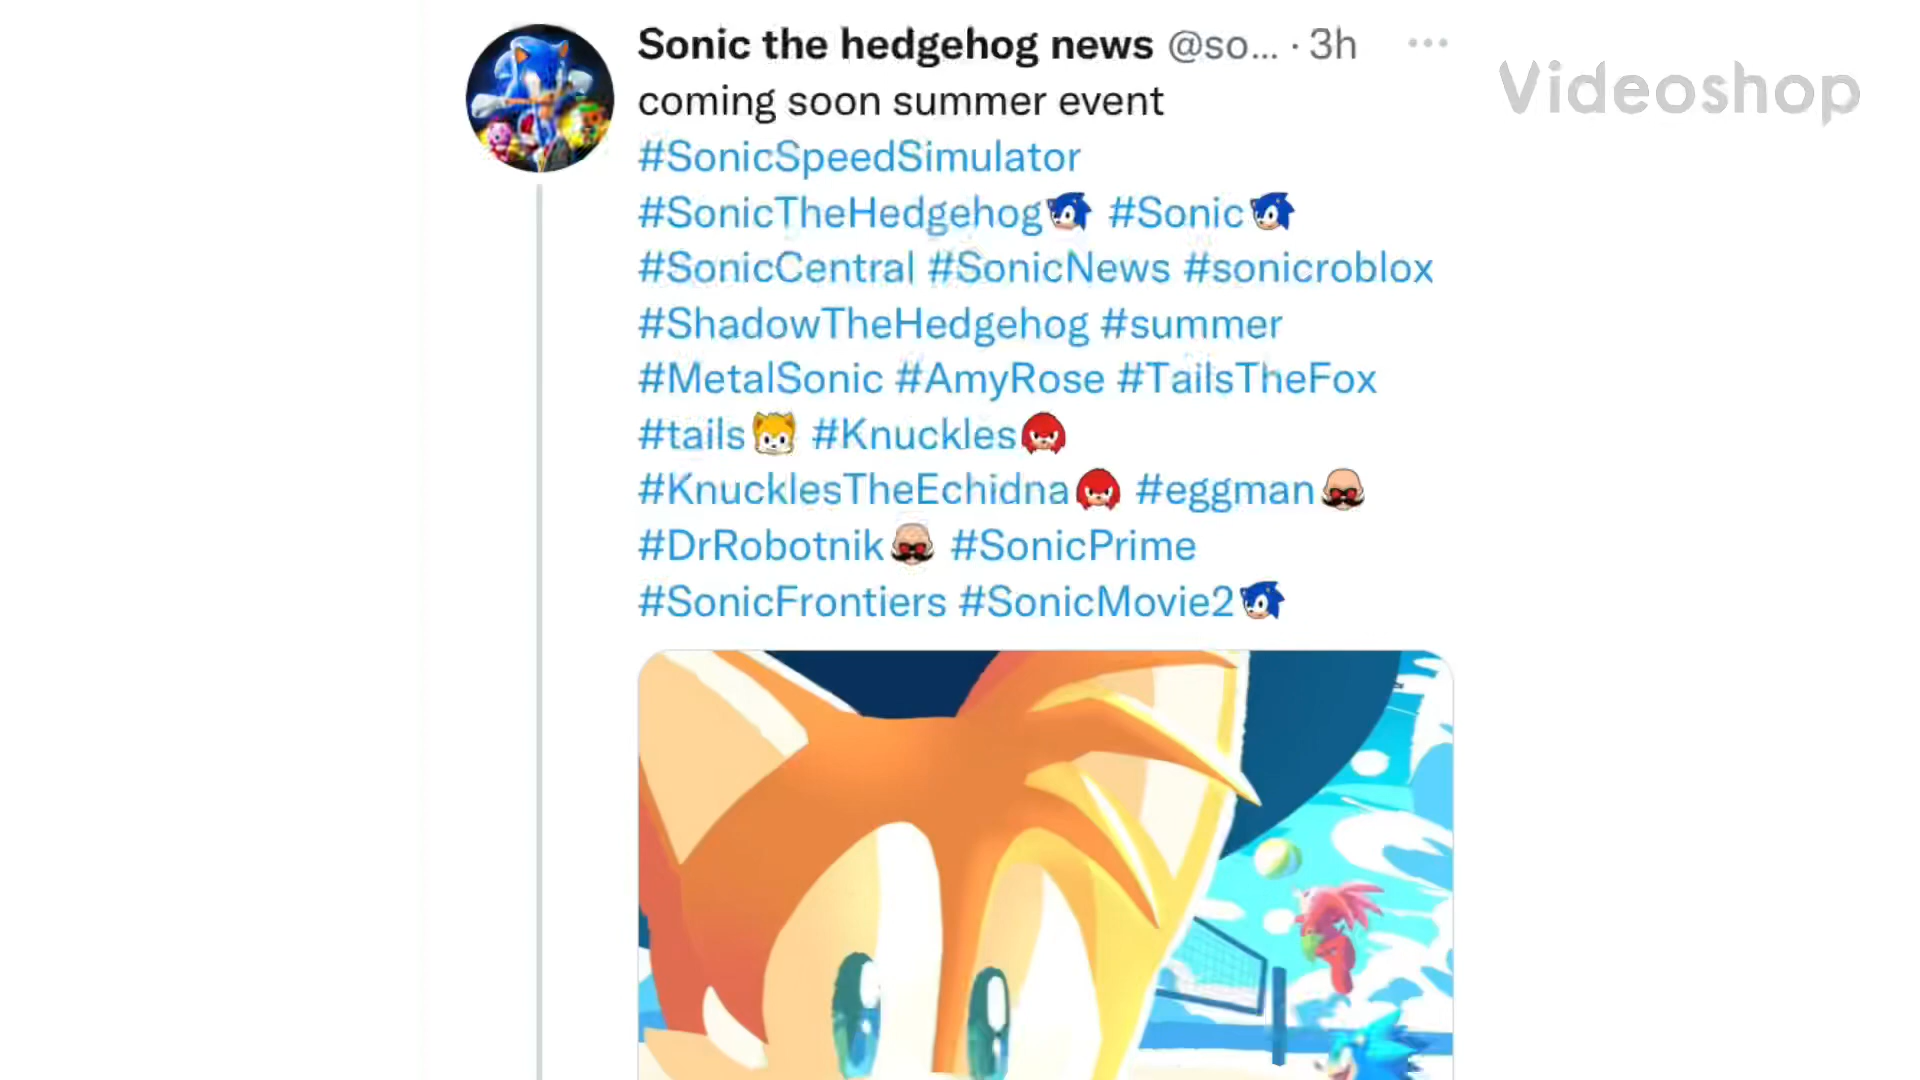 Sonic the hedgehog news @so... · 3h
Videoshop
coming soon summer event
#SonicSpeedSimulator
#SonicTheHedgehog #Sonic
#SonicCentral #SonicNews #sonicroblox
#ShadowTheHedgehog #summer
#MetalSonic #AmyRose #TailsTheFox
#tails #Knuckles
#KnucklesTheEchidna #eggman
#DrRobotnik #SonicPrime
#SonicFrontiers #SonicMovie2